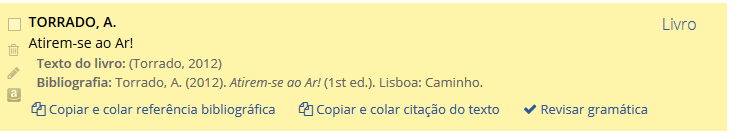 TORRADO, A. Livro
Atirem-se ao Ar!
Texto do livro: (Torrado, 2012)
Bibliografia: Torrado, A. (2012). Atirem-se ao Ar! (1st ed.). Lisboa: Caminho.
Copiar e colar referência bibliográfica Copiar e colar citação do texto Revisar gramática